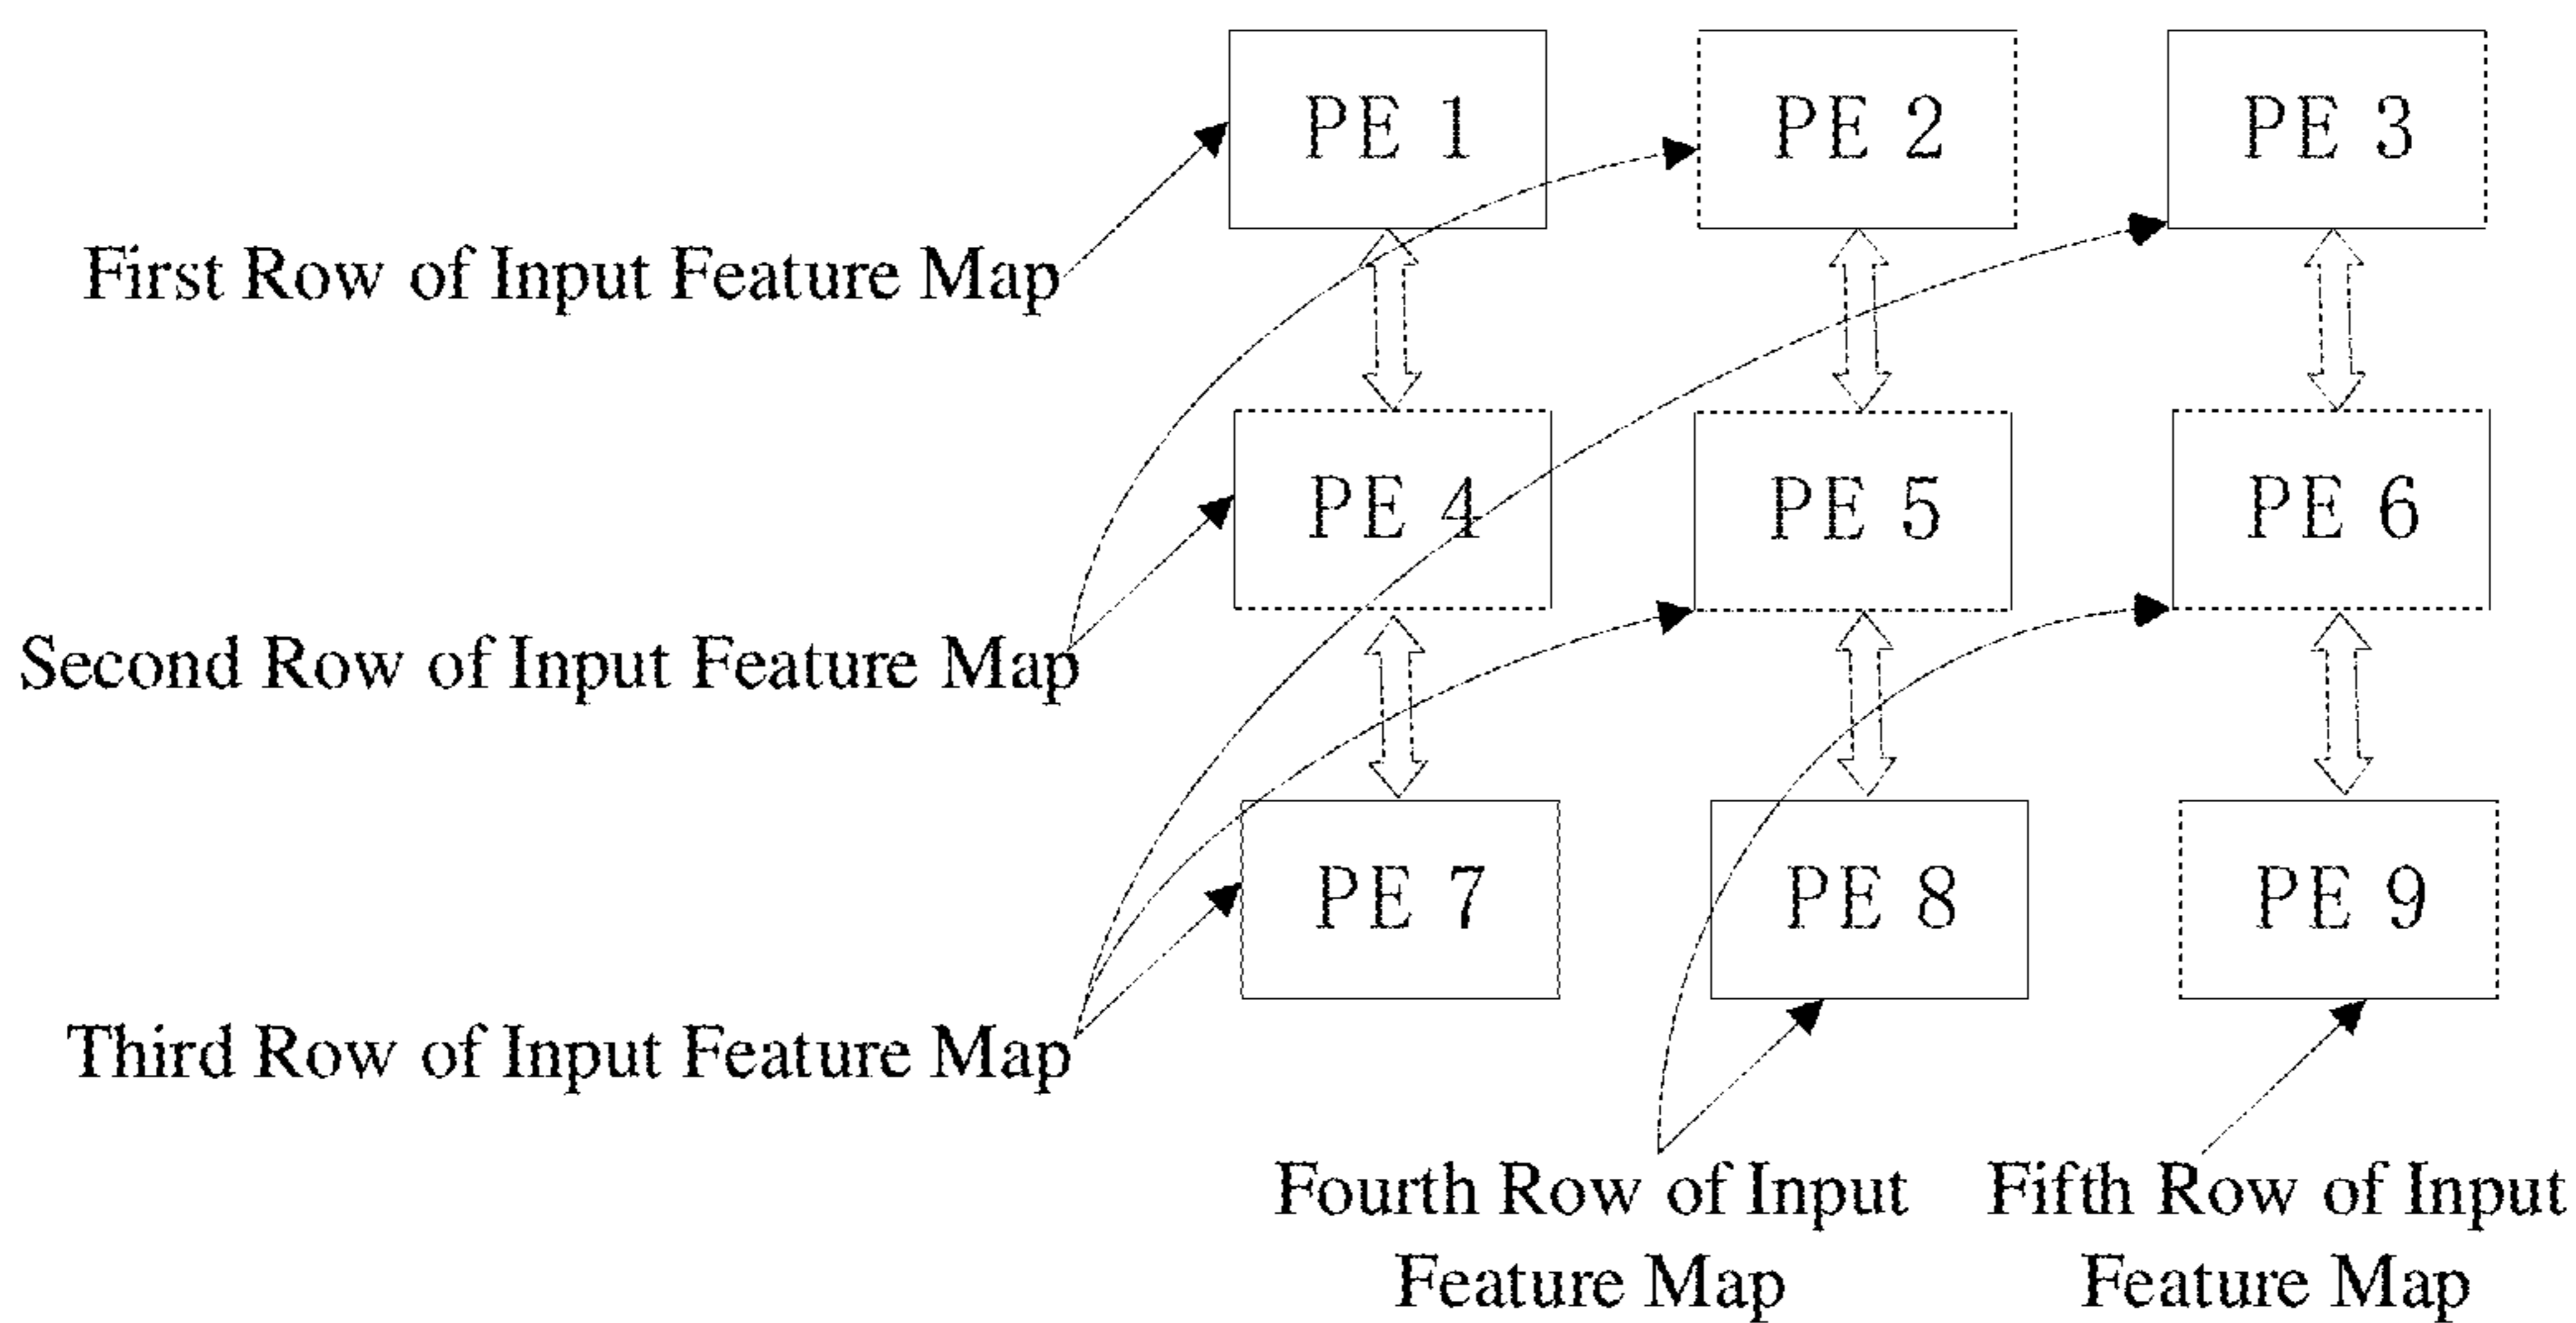 PE 1
PE 2
PE 3
First Row of Input Feature Map
PE 4
PE 5
PE 6
Second Row of Input Feature Map
PE 7
PE 8
PE 9
Third Row of Input Feature Map
Fourth Row of Input
Feature Map
Fifth Row of Input
Feature Map